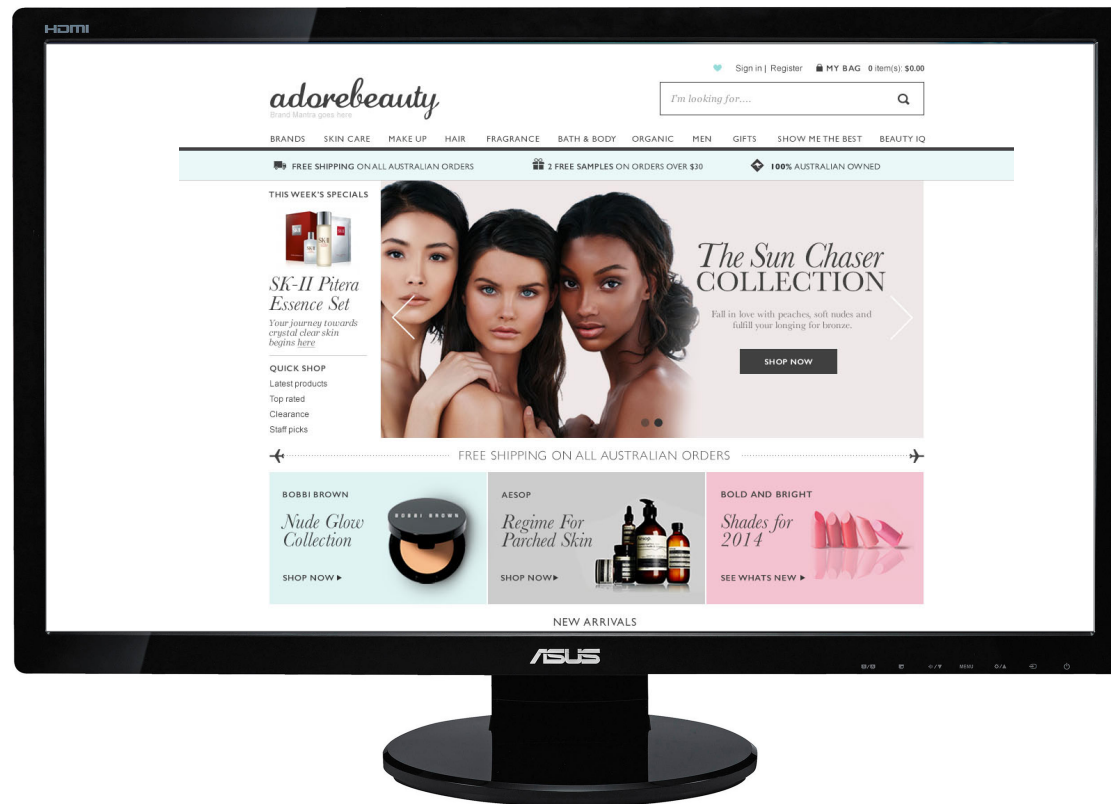 HDMI
Sign in | Register MY BAG 0 item(s): $0.00
adorebeauty
Brand Mantra goes here
I'm looking for....
BRANDS SKIN CARE MAKE UP HAIR FRAGRANCE BATH & BODY ORGANIC MEN GIFTS SHOW ME THE BEST BEAUTY IQ
FREE SHIPPING ON ALL AUSTRALIAN ORDERS 2 FREE SAMPLES ON ORDERS OVER $30 100% AUSTRALIAN OWNED
THIS WEEK'S SPECIALS
SK-II
SK-II Pitera
Essence Set
Your journey towards
crystal clear skin
begins here
QUICK SHOP
Latest products
Top rated
Clearance
Staff picks
The Sun Chaser
COLLECTION
Fall in love with peaches, soft nudes and
fulfill your longing for bronze.
SHOP NOW
FREE SHIPPING ON ALL AUSTRALIAN ORDERS
BOBBI BROWN
Nude Glow
Collection
SHOP NOW
BOBBI BROWN
AESOP
Regime For
Parched Skin
SHOP NOW
Aesop
BOLD AND BRIGHT
Shades for
2014
SEE WHATS NEW
NEW ARRIVALS
ASUS
MENU